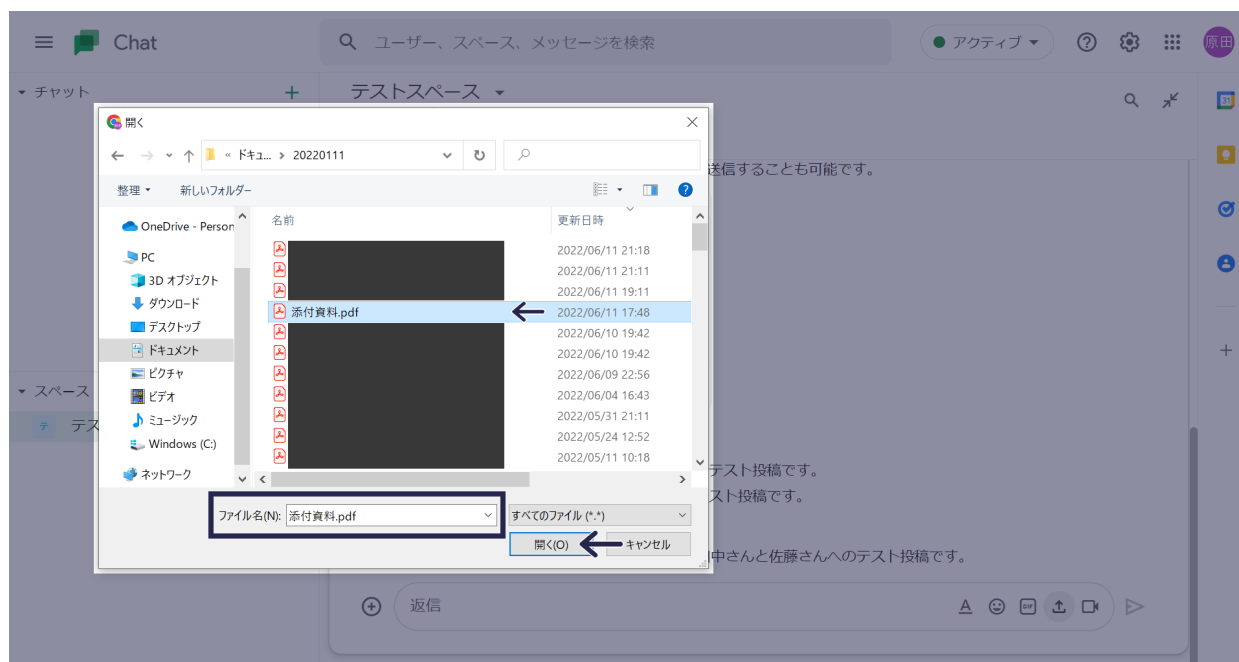 Chat
ユーザー、スペース、メッセージを検索
アクティブ
原田
チャット
テストスペース
31
開く
« ドキュ... › 20220111
整理
新しいフォルダー
送信することも可能です。
OneDrive - Person
PC
3D オブジェクト
ダウンロード
デスクトップ
ドキュメント
ピクチャ
ビデオ
ミュージック
Windows (C:)
ネットワーク
名前 更新日時
2022/06/11 21:18
2022/06/11 21:11
2022/06/11 19:11
添付資料.pdf 2022/06/11 17:48
2022/06/10 19:42
2022/06/10 19:42
2022/06/09 22:56
2022/06/04 16:43
2022/05/31 21:11
2022/05/24 12:52
2022/05/11 10:18
スペース
テ テス
テスト投稿です。
スト投稿です。
ファイル名(N): 添付資料.pdf すべてのファイル (*.*)
開く(O) キャンセル
中さんと佐藤さんへのテスト投稿です。
返信
GIF